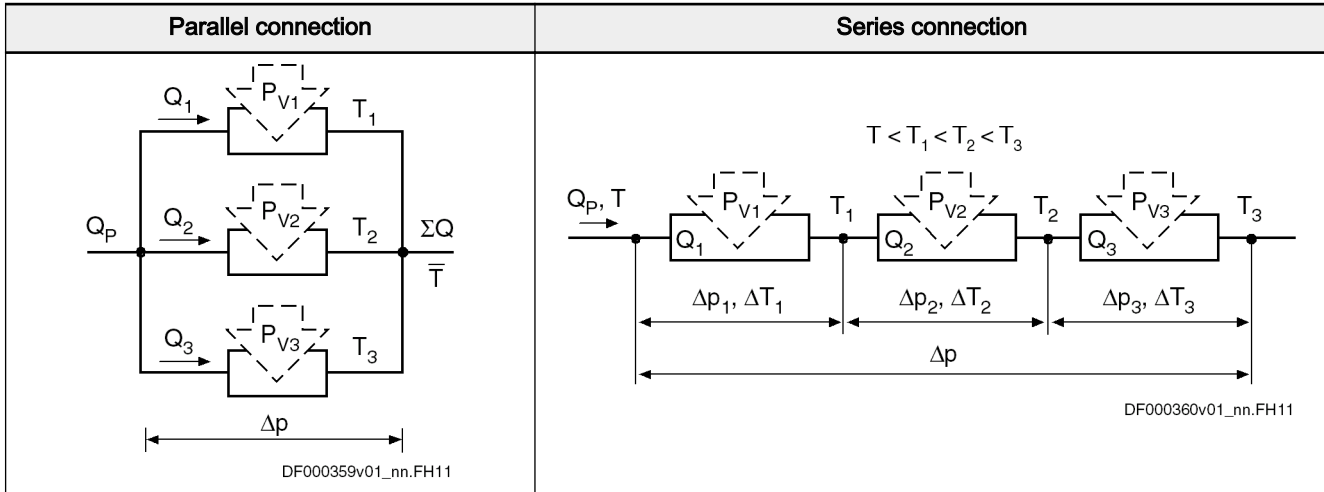 Parallel connection
Series connection
Q1
PV1
T1
QP
Q2
PV2
T2
ΣQ
T̅
Q3
PV3
T3
Δp
DF000359v01_nn.FH11
T < T1 < T2 < T3
QP, T
PV1
T1
PV2
T2
PV3
T3
Q1
Q2
Q3
Δp1, ΔT1
Δp2, ΔT2
Δp3, ΔT3
Δp
DF000360v01_nn.FH11